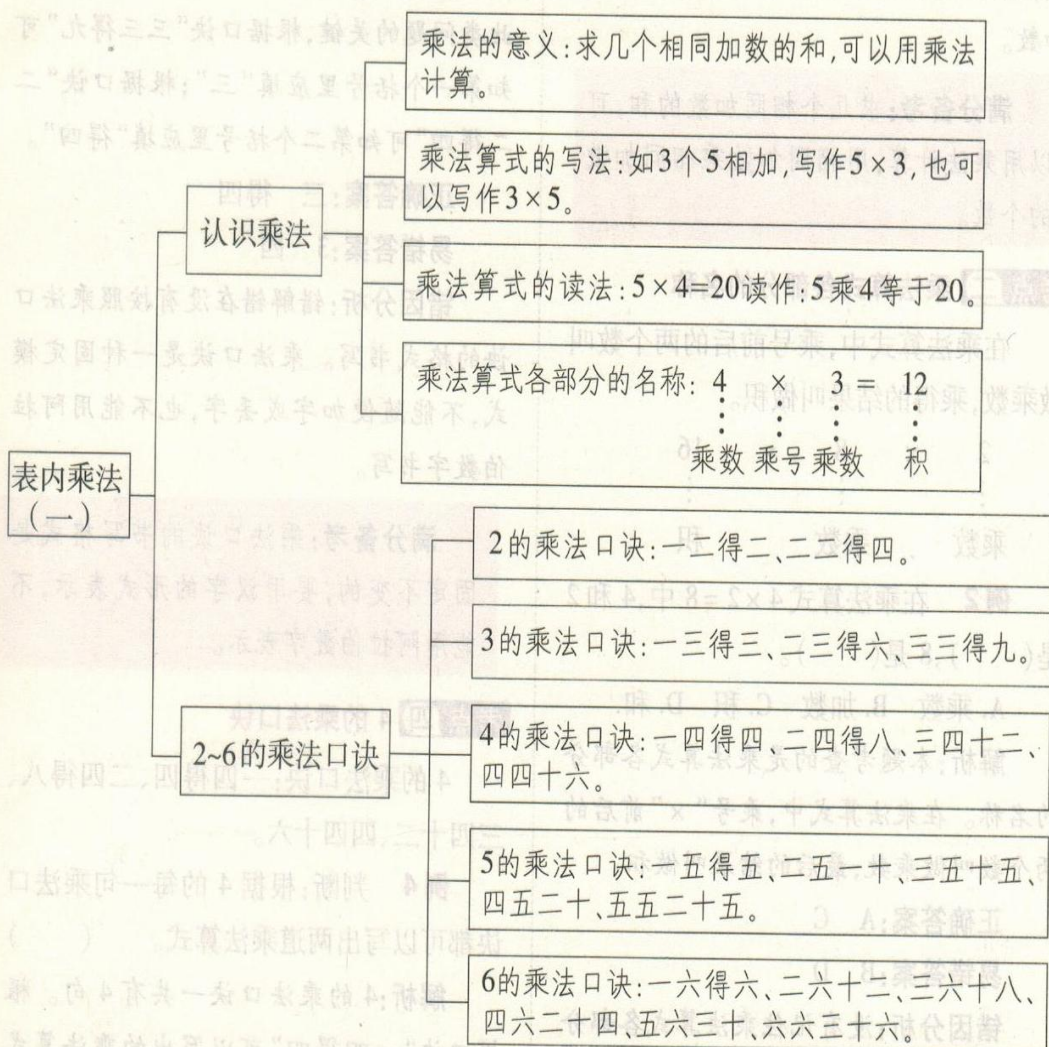 表内乘法
（一）
认识乘法
乘法的意义:求几个相同加数的和,可以用乘法
计算。
乘法算式的写法:如3个5相加,写作5×3,也可
以写作3×5。
乘法算式的读法:5×4=20读作:5乘4等于20。
乘法算式各部分的名称: 4 × 3 = 12
乘数 乘号 乘数 积
2~6的乘法口诀
2的乘法口诀:一二得二、二二得四。
3的乘法口诀:一三得三、二三得六、三三得九。
4的乘法口诀:一四得四、二四得八、三四十二、
四四十六。
5的乘法口诀:一五得五、二五一十、三五十五、
四五二十、五五二十五。
6的乘法口诀:一六得六、二六十二、三六十八、
四六二十四、五六三十、六六三十六。